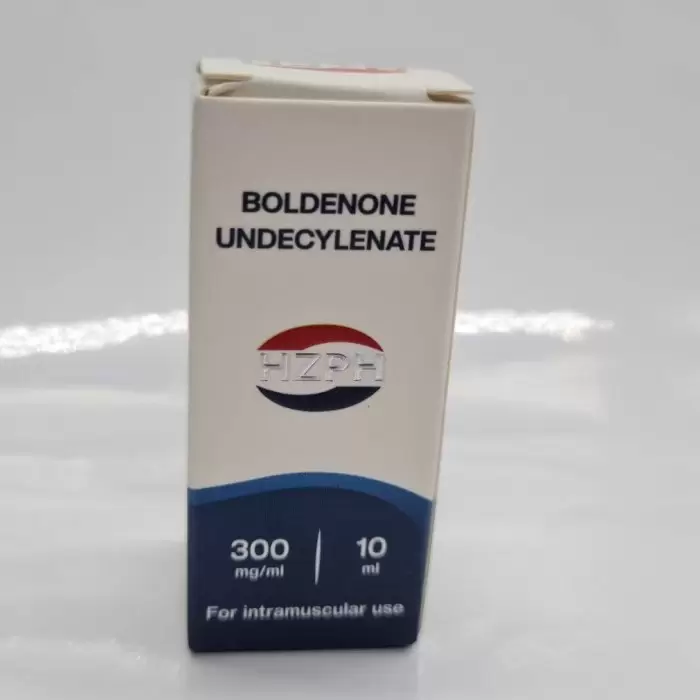 BOLDENONE
UNDECYLENATE
HZPH
300 | 10
mg/ml ml
For intramuscular use